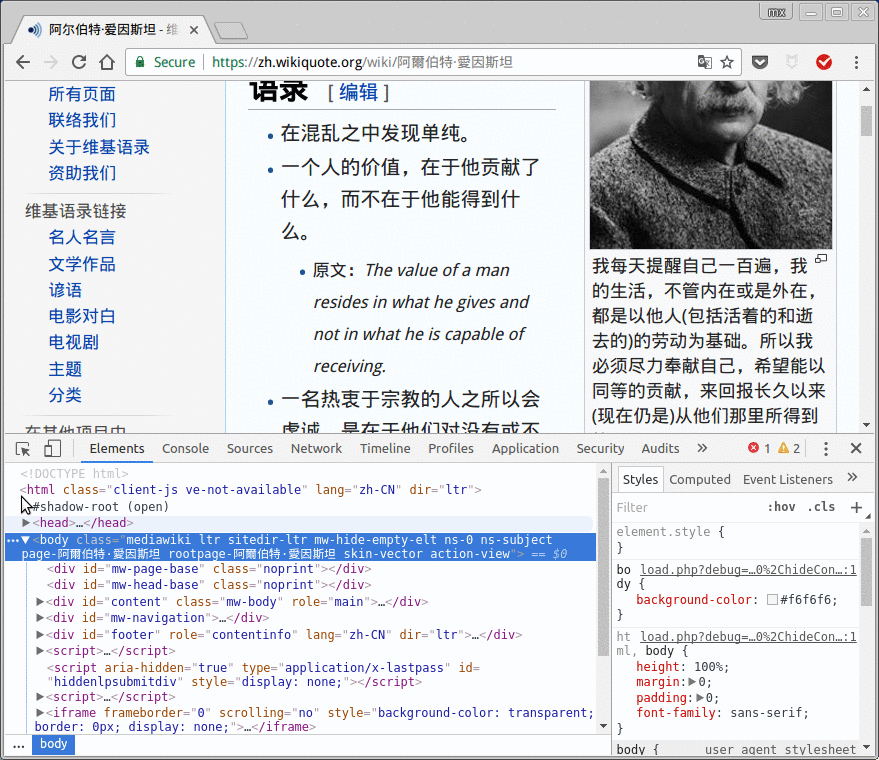 mx
阿尔伯特·爱因斯坦 - 维
Secure https://zh.wikiquote.org/wiki/阿爾伯特·愛因斯坦
所有页面
联络我们
关于维基语录
资助我们
维基语录链接
名人名言
文学作品
谚语
电影对白
电视剧
主题
分类
在其他项目中
语录 [ 编辑 ]
在混乱之中发现单纯。
一个人的价值，在于他贡献了
什么，而不在于他能得到什
么。
原文：The value of a man
resides in what he gives and
not in what he is capable of
receiving.
一名热衷于宗教的人之所以会
虔诚，是在于他们对没有或不
我每天提醒自己一百遍，我
的生活，不管内在或是外在，
都是以他人(包括活着的和逝
去的)的劳动为基础。所以我
必须尽力奉献自己，希望能以
同等的贡献，来回报长久以来
(现在仍是)从他们那里所得到
Elements Console Sources Network Timeline Profiles Application Security Audits » 1 2
<!DOCTYPE html>
<html class="client-js ve-not-available" lang="zh-CN" dir="ltr">
#shadow-root (open)
▶<head>…</head>
…▼<body class="mediawiki ltr sitedir-ltr mw-hide-empty-elt ns-0 ns-subject
page-阿爾伯特·愛因斯坦 rootpage-阿爾伯特·愛因斯坦 skin-vector action-view"> == $0
<div id="mw-page-base" class="noprint"></div>
<div id="mw-head-base" class="noprint"></div>
▶<div id="content" class="mw-body" role="main">…</div>
▶<div id="mw-navigation">…</div>
▶<div id="footer" role="contentinfo" lang="zh-CN" dir="ltr">…</div>
▶<script>…</script>
<script aria-hidden="true" type="application/x-lastpass" id=
"hiddenlpsubmitdiv" style="display: none;"></script>
▶<script>…</script>
▶<iframe frameborder="0" scrolling="no" style="background-color: transparent;
border: 0px; display: none;">…</iframe>
... body
Styles Computed Event Listeners »
Filter :hov .cls +
element.style {
}
bo load.php?debug=…0%2ChideCon…:1
dy {
background-color: #f6f6f6;
}
ht load.php?debug=…0%2ChideCon…:1
ml, body {
height: 100%;
margin:▶0;
padding:▶0;
font-family: sans-serif;
}
body { user agent stylesheet